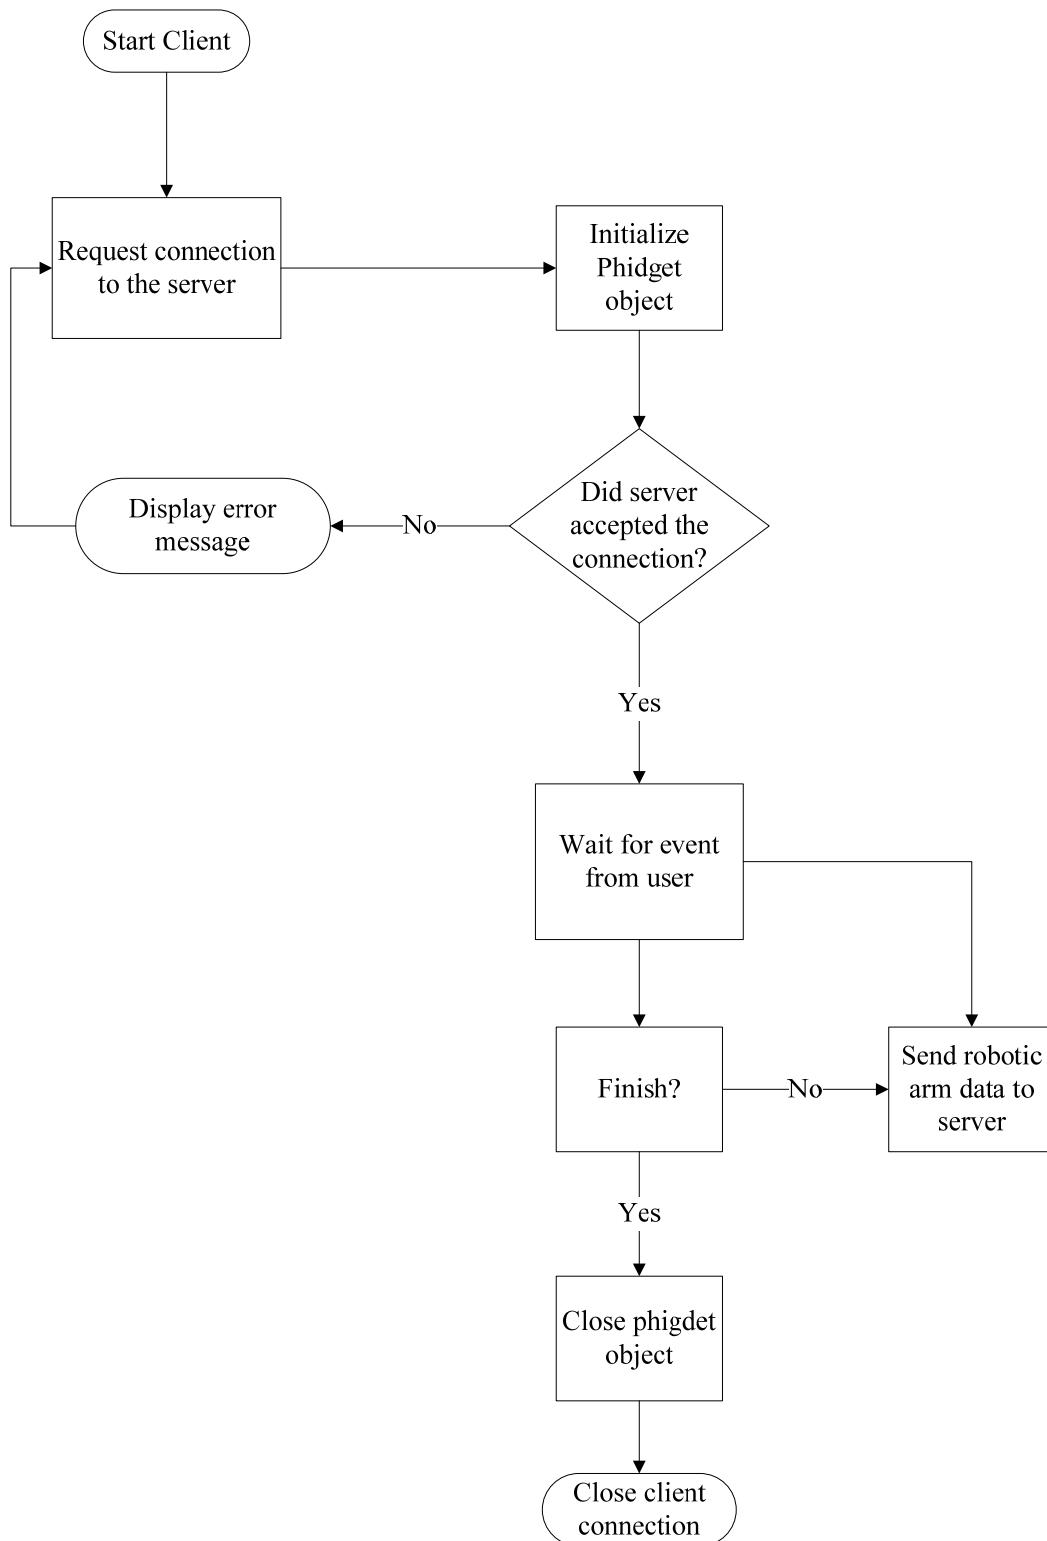 Start Client
Request connection
to the server
Initialize
Phidget
object
Did server
accepted the
connection?
No
Display error
message
Yes
Wait for event
from user
Finish?
No
Send robotic
arm data to
server
Yes
Close phigdet
object
Close client
connection